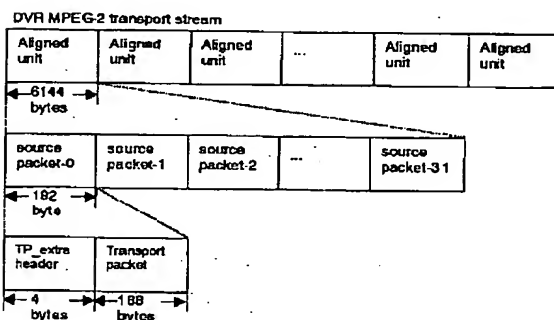 DVR MPEG-2 transport stream
Aligned unit
Aligned unit
Aligned unit
...
Aligned unit
Aligned unit
6144 bytes
source packet-0
source packet-1
source packet-2
...
source packet-31
192 byte
TP_extra header
Transport packet
4 bytes
188 bytes